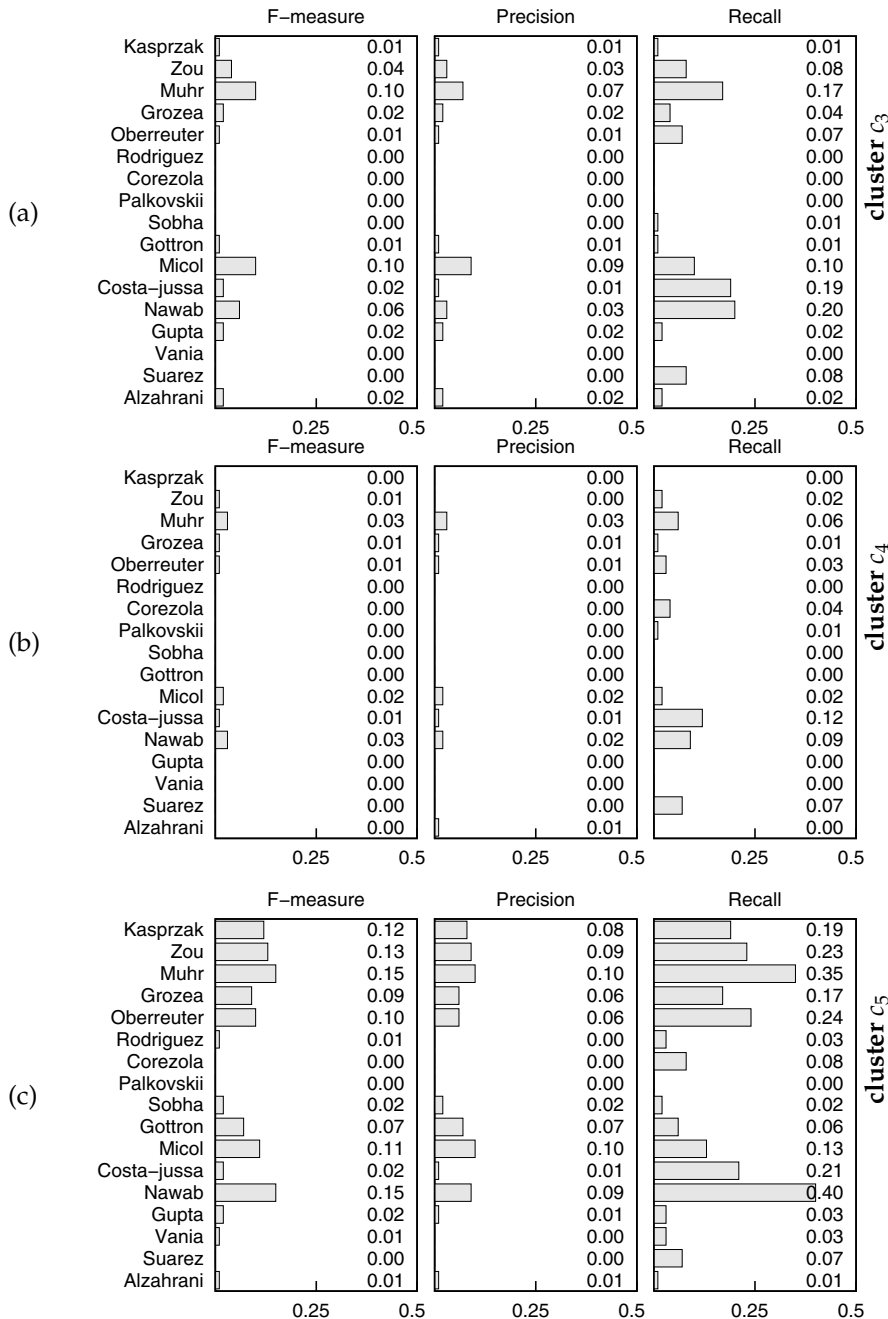 F−measure Precision Recall
Kasprzak 0.01 0.01 0.01
Zou 0.04 0.03 0.08
Muhr 0.10 0.07 0.17
Grozea 0.02 0.02 0.04
Oberreuter 0.01 0.01 0.07
Rodriguez 0.00 0.00 0.00
Corezola 0.00 0.00 0.00
Palkovskii 0.00 0.00 0.00
(a)
Sobha 0.00 0.00 0.01
Gottron 0.01 0.01 0.01
Micol 0.10 0.09 0.10
Costa−jussa 0.02 0.01 0.19
Nawab 0.06 0.03 0.20
Gupta 0.02 0.02 0.02
Vania 0.00 0.00 0.00
Suarez 0.00 0.00 0.08
Alzahrani 0.02 0.02 0.02
0.25 0.5 0.25 0.5 0.25 0.5
cluster c3
F−measure Precision Recall
Kasprzak 0.00 0.00 0.00
Zou 0.01 0.00 0.02
Muhr 0.03 0.03 0.06
Grozea 0.01 0.01 0.01
Oberreuter 0.01 0.01 0.03
Rodriguez 0.00 0.00 0.00
Corezola 0.00 0.00 0.04
Palkovskii 0.00 0.00 0.01
(b)
Sobha 0.00 0.00 0.00
Gottron 0.00 0.00 0.00
Micol 0.02 0.02 0.02
Costa−jussa 0.01 0.01 0.12
Nawab 0.03 0.02 0.09
Gupta 0.00 0.00 0.00
Vania 0.00 0.00 0.00
Suarez 0.00 0.00 0.07
Alzahrani 0.00 0.01 0.00
0.25 0.5 0.25 0.5 0.25 0.5
cluster c4
F−measure Precision Recall
Kasprzak 0.12 0.08 0.19
Zou 0.13 0.09 0.23
Muhr 0.15 0.10 0.35
Grozea 0.09 0.06 0.17
Oberreuter 0.10 0.06 0.24
Rodriguez 0.01 0.00 0.03
Corezola 0.00 0.00 0.08
Palkovskii 0.00 0.00 0.00
(c)
Sobha 0.02 0.02 0.02
Gottron 0.07 0.07 0.06
Micol 0.11 0.10 0.13
Costa−jussa 0.02 0.01 0.21
Nawab 0.15 0.09 0.40
Gupta 0.02 0.01 0.03
Vania 0.01 0.00 0.03
Suarez 0.00 0.00 0.07
Alzahrani 0.01 0.01 0.01
0.25 0.5 0.25 0.5 0.25 0.5
cluster c5